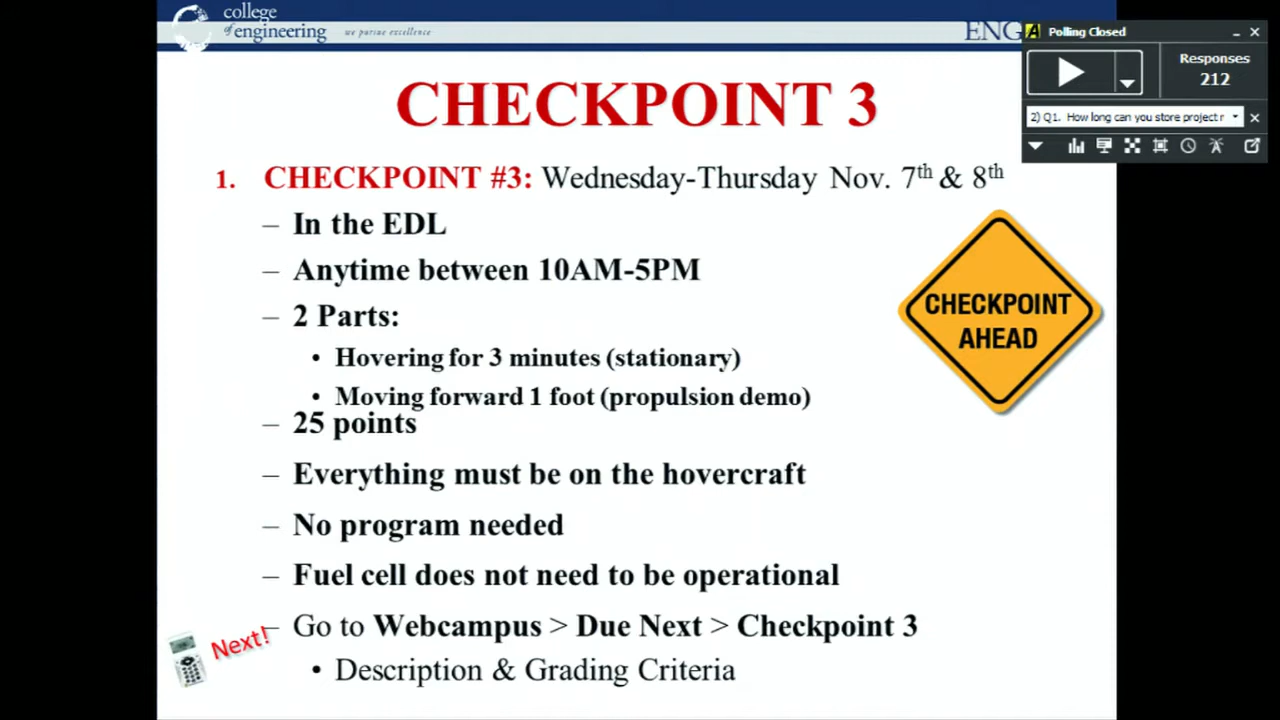 college
of engineering
we pursue excellence
ENG
Polling Closed
Responses
212
2) Q1. How long can you store project r
CHECKPOINT 3
1. CHECKPOINT #3: Wednesday-Thursday Nov. 7th & 8th
– In the EDL
– Anytime between 10AM-5PM
– 2 Parts:
• Hovering for 3 minutes (stationary)
• Moving forward 1 foot (propulsion demo)
– 25 points
– Everything must be on the hovercraft
– No program needed
– Fuel cell does not need to be operational
– Go to Webcampus > Due Next > Checkpoint 3
• Description & Grading Criteria
CHECKPOINT
AHEAD
Next!